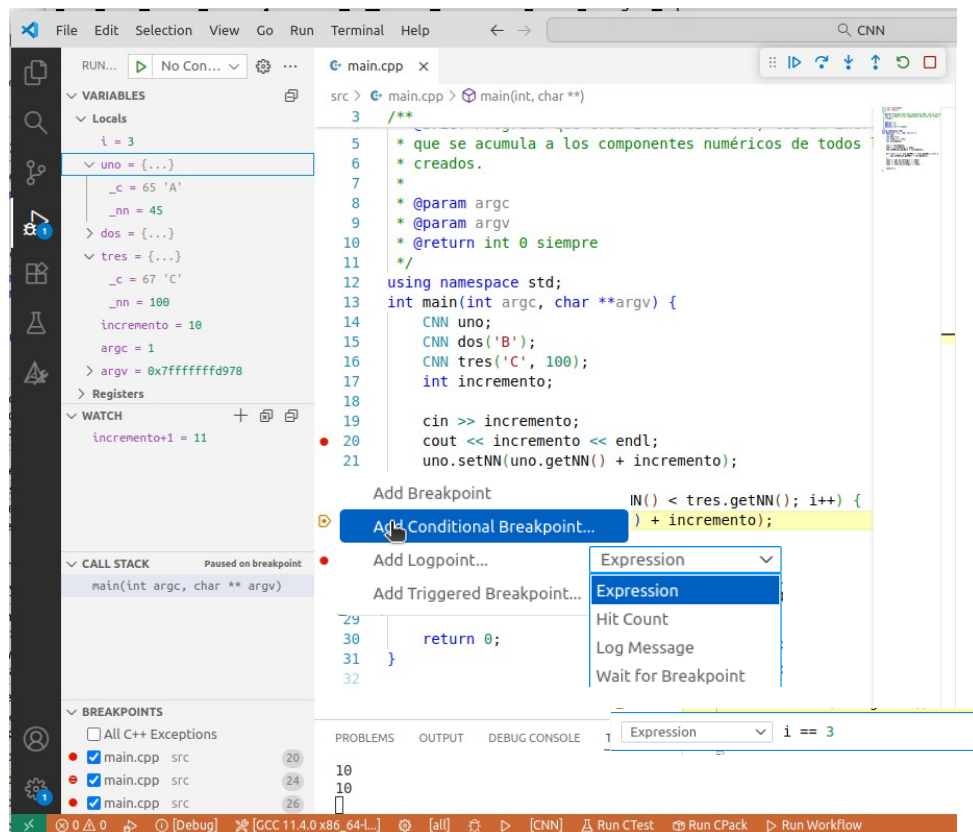 File Edit Selection View Go Run Terminal Help
CNN
RUN... No Con...
main.cpp
VARIABLES
Locals
i = 3
uno = {...}
_c = 65 'A'
_nn = 45
dos = {...}
tres = {...}
_c = 67 'C'
_nn = 100
incremento = 10
argc = 1
argv = 0x7fffffffd978
Registers
WATCH
incremento+1 = 11
CALL STACK Paused on breakpoint
main(int argc, char ** argv)
BREAKPOINTS
All C++ Exceptions
main.cpp src 20
main.cpp src 24
main.cpp src 26
src > main.cpp > main(int, char **)
3 /**
5 * que se acumula a los componentes numéricos de todos
6 * creados.
7 *
8 * @param argc
9 * @param argv
10 * @return int 0 siempre
11 */
12 using namespace std;
13 int main(int argc, char **argv) {
14 CNN uno;
15 CNN dos('B');
16 CNN tres('C', 100);
17 int incremento;
18
19 cin >> incremento;
20 cout << incremento << endl;
21 uno.setNN(uno.getNN() + incremento);
NN() < tres.getNN(); i++) {
) + incremento);
Add Breakpoint
Add Conditional Breakpoint...
Add Logpoint...
Add Triggered Breakpoint...
Expression
Expression
Hit Count
Log Message
Wait for Breakpoint
29
30 return 0;
31 }
32
PROBLEMS OUTPUT DEBUG CONSOLE
Expression i == 3
10
10
1
1
0 0 [Debug] [GCC 11.4.0 x86_64-l...] [all] [CNN] Run CTest Run CPack Run Workflow